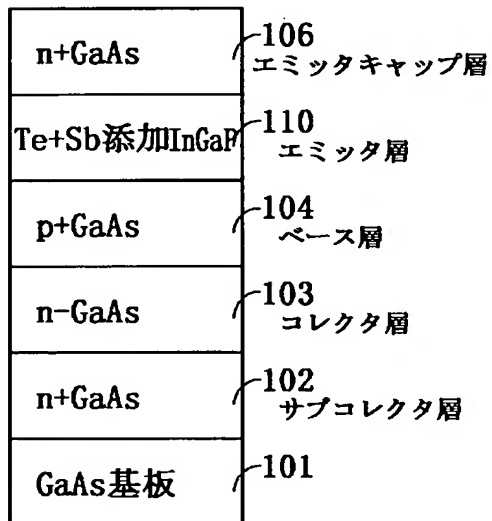 n+GaAs
106
エミッタキャップ層
Te+Sb添加InGaP
110
エミッタ層
p+GaAs
104
ベース層
n-GaAs
103
コレクタ層
n+GaAs
102
サブコレクタ層
GaAs基板
101